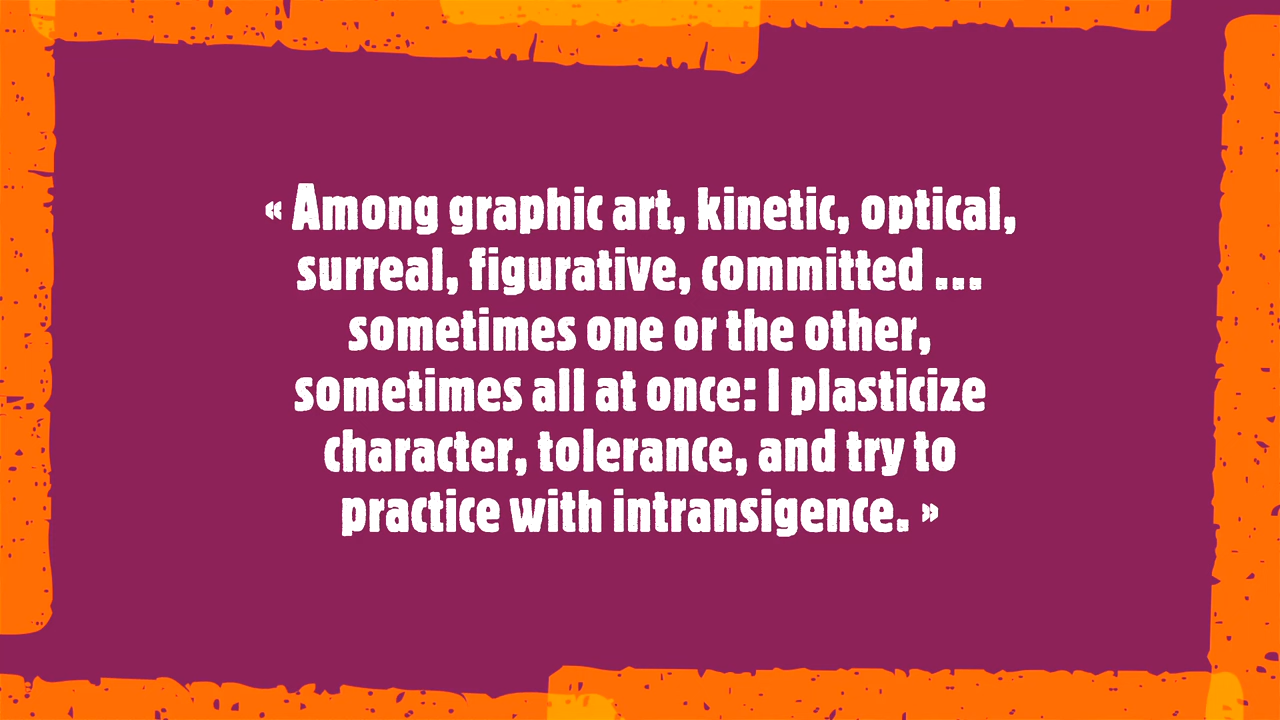 « Among graphic art, kinetic, optical,
surreal, figurative, committed ...
sometimes one or the other,
sometimes all at once: I plasticize
character, tolerance, and try to
practice with intransigence. »